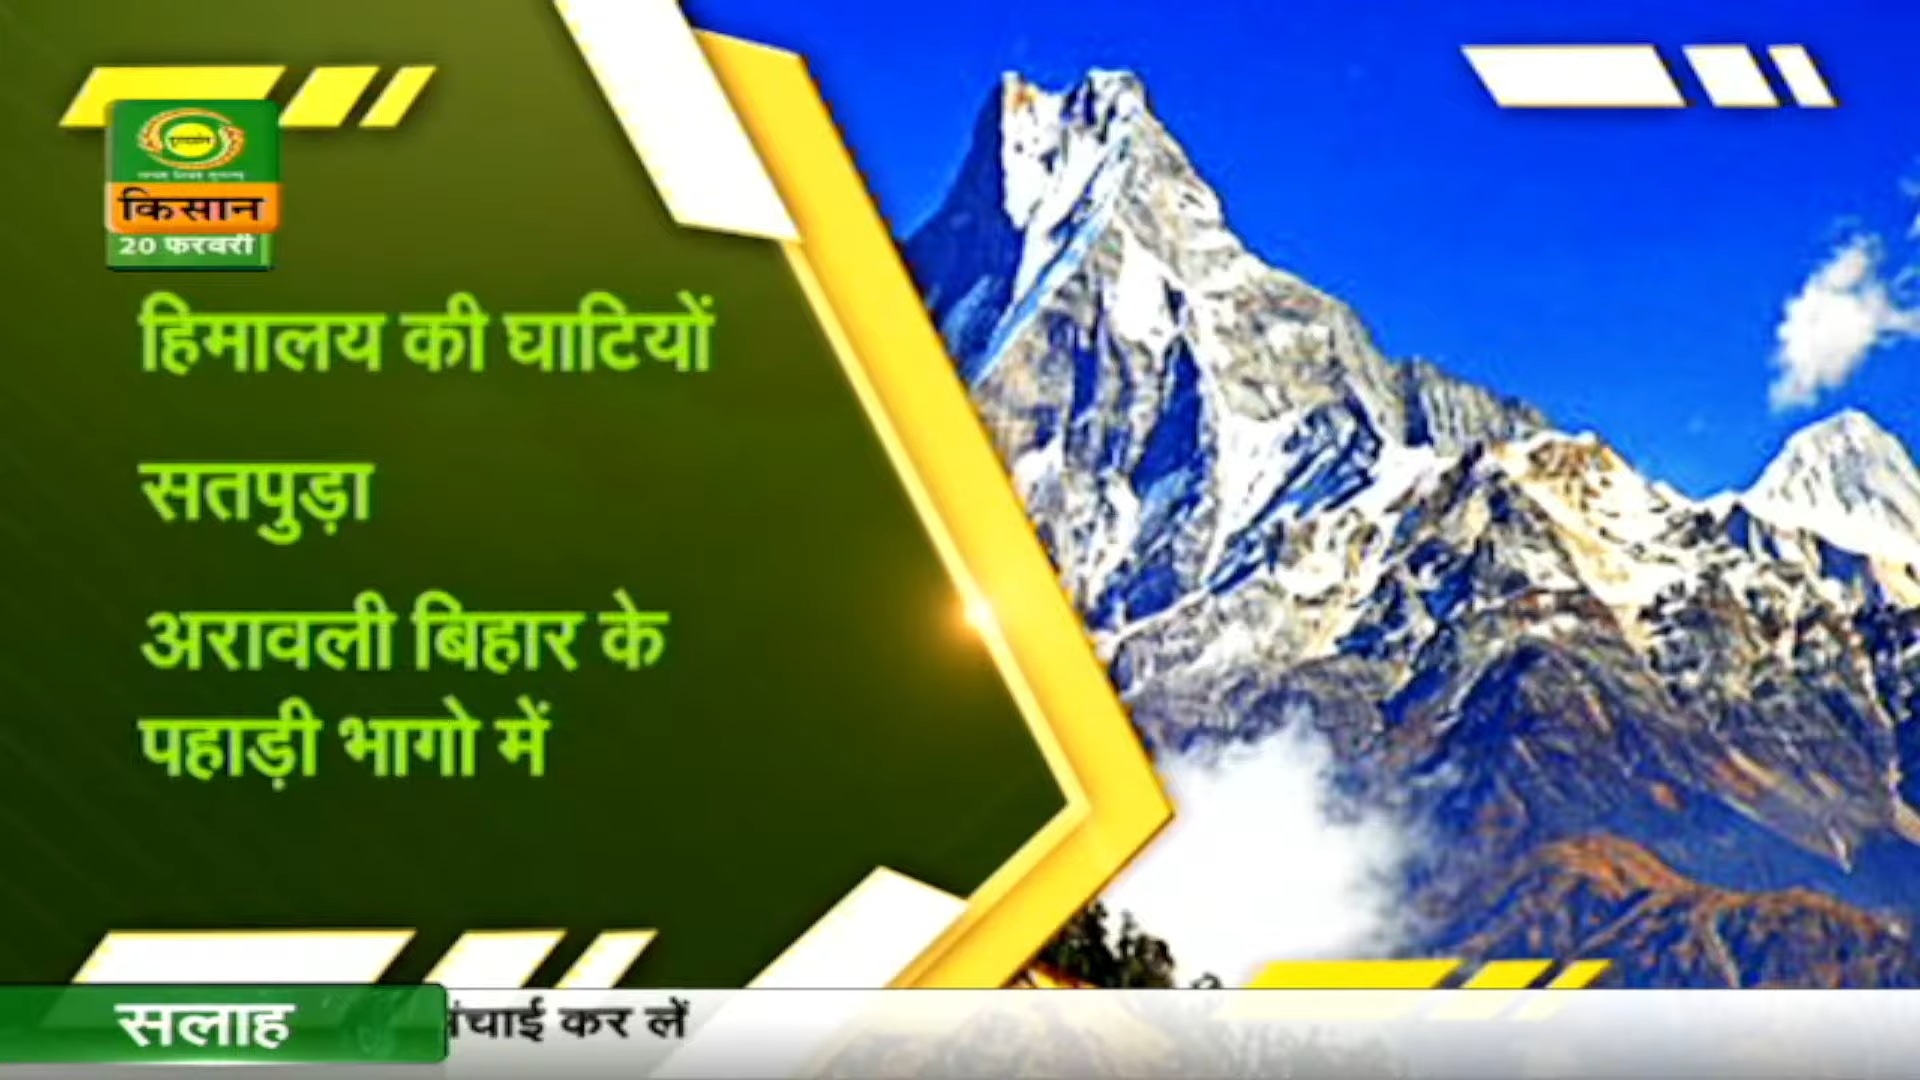 किसान
20 फरवरी
हिमालय की घाटियों
सतपुड़ा
अरावली बिहार के
पहाड़ी भागो में
सलाह
कर लें